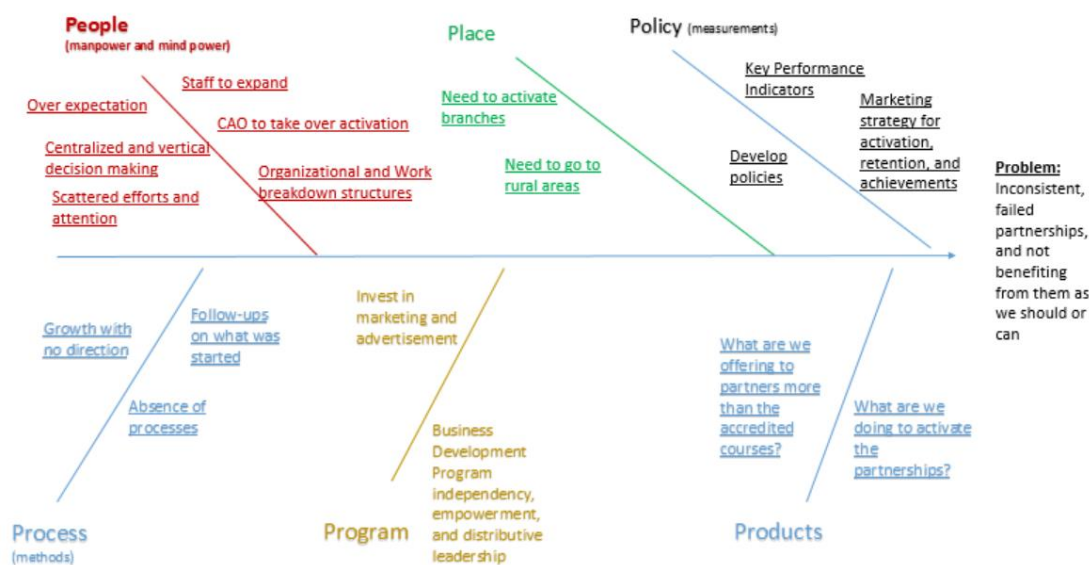 People
(manpower and mind power)
Staff to expand
Over expectation
CAO to take over activation
Centralized and vertical
decision making
Organizational and Work
breakdown structures
Scattered efforts and
attention
Place
Need to activate
branches
Need to go to
rural areas
Policy (measurements)
Key Performance
Indicators
Marketing
strategy for
activation,
retention, and
achievements
Develop
policies
Problem:
Inconsistent,
failed
partnerships,
and not
benefiting
from them as
we should or
can
Growth with
no direction
Follow-ups
on what was
started
Absence of
processes
Process
(methods)
Invest in
marketing and
advertisement
Business
Development
Program
independency,
empowerment,
and distributive
leadership
Program
What are we
offering to
partners more
than the
accredited
courses?
What are we
doing to activate
the
partnerships?
Products